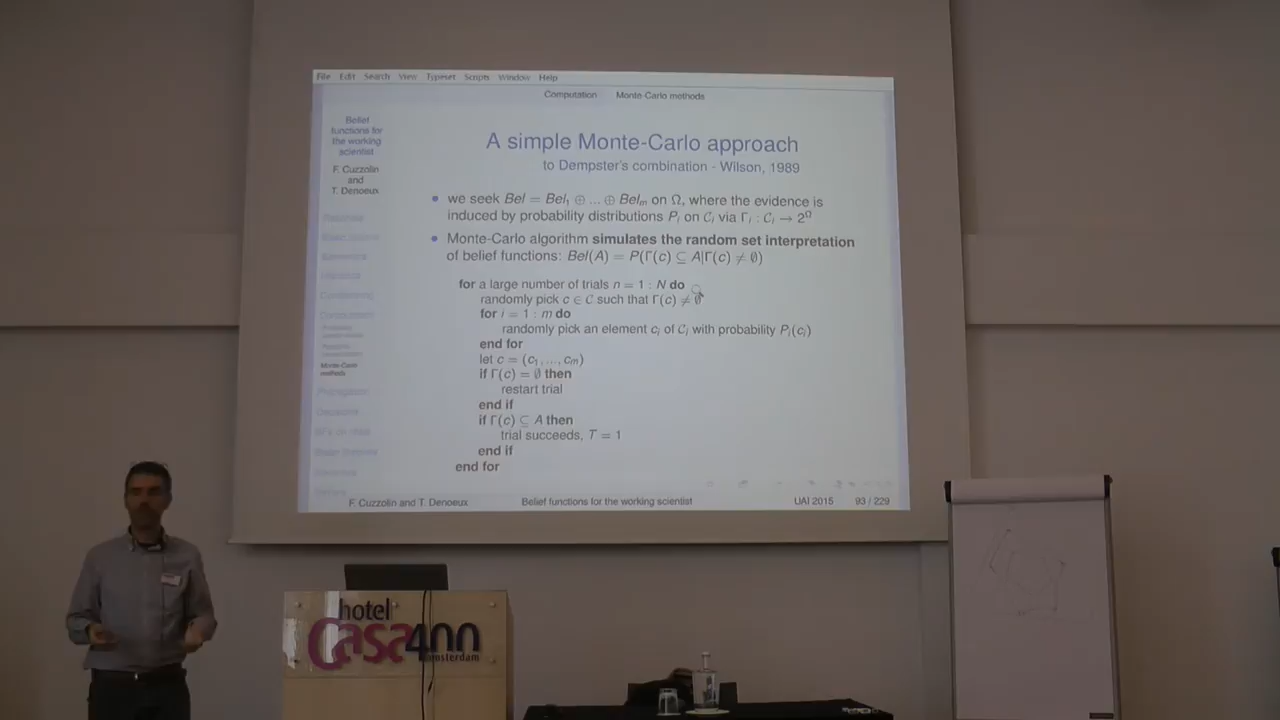 File Edit Search View Typeset Scripts Window Help
Computation Monte Carlo methods
Belief
functions for
the working
scientist
F. Cuzzolin
and
T. Denoeux
Monte-Carlo
methods
A simple Monte-Carlo approach
to Dempster's combination - Wilson, 1989
• we seek Bel = Bel₁ ⊕ ... ⊕ Belₘ on Ω, where the evidence is
induced by probability distributions Pᵢ on 𝒞ᵢ via Γᵢ : 𝒞ᵢ → 2^Ω
• Monte-Carlo algorithm simulates the random set interpretation
of belief functions: Bel(A) = P(Γ(c) ⊆ A|Γ(c) ≠ ∅)
for a large number of trials n = 1 : N do
randomly pick c ∈ 𝒞 such that Γ(c) ≠ ∅
for i = 1 : m do
randomly pick an element cᵢ of 𝒞ᵢ with probability Pᵢ(cᵢ)
end for
let c = (c₁, ..., cₘ)
if Γ(c) = ∅ then
restart trial
end if
if Γ(c) ⊆ A then
trial succeeds, T = 1
end if
end for
F. Cuzzolin and T. Denoeux Belief functions for the working scientist UAI 2015 93 / 229
hotel
Casa400
amsterdam